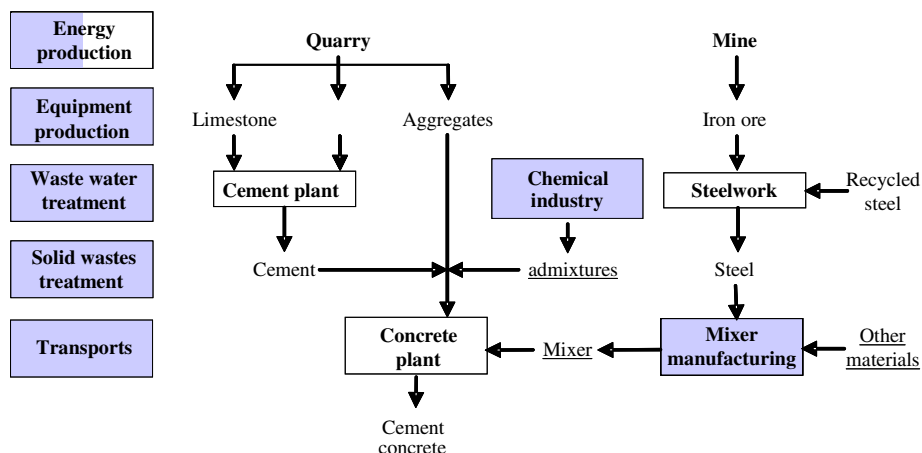 Energy
production
Quarry
Mine
Equipment
production
Limestone
Aggregates
Iron ore
Waste water
treatment
Cement plant
Chemical
industry
Steelwork
Recycled
steel
Solid wastes
treatment
Cement
admixtures
Steel
Transports
Concrete
plant
Mixer
Mixer
manufacturing
Other
materials
Cement
concrete